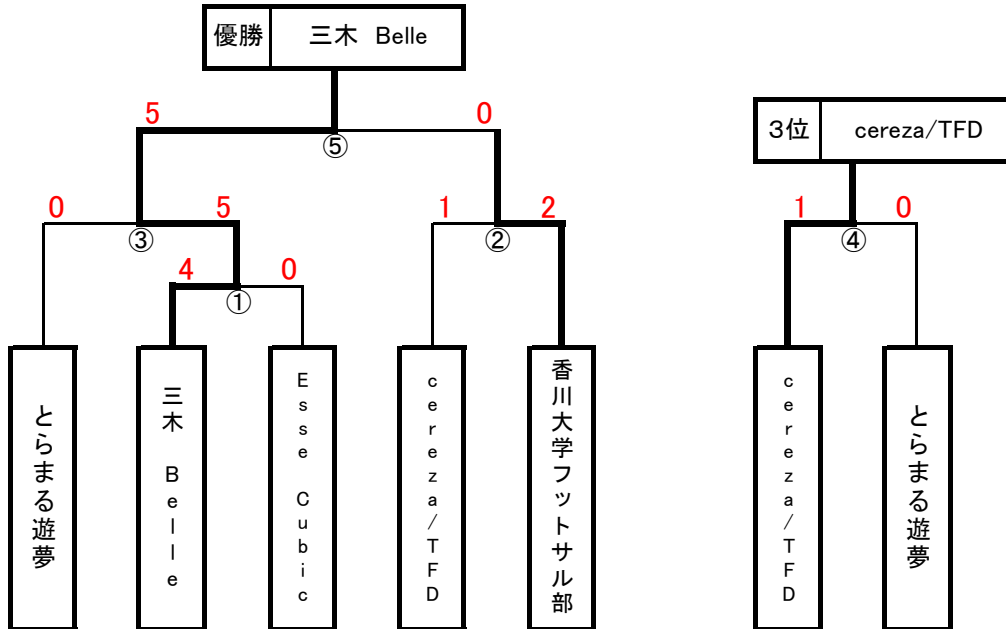 優勝 三木 Belle
5 0
⑤
3位 cereza/TFD
0 5 1 2 1 0
③ ② ④
4 0
①
とらまる遊夢
三木 Belle
Esse Cubic
cereza/TFD
香川大学フットサル部
cereza/TFD
とらまる遊夢